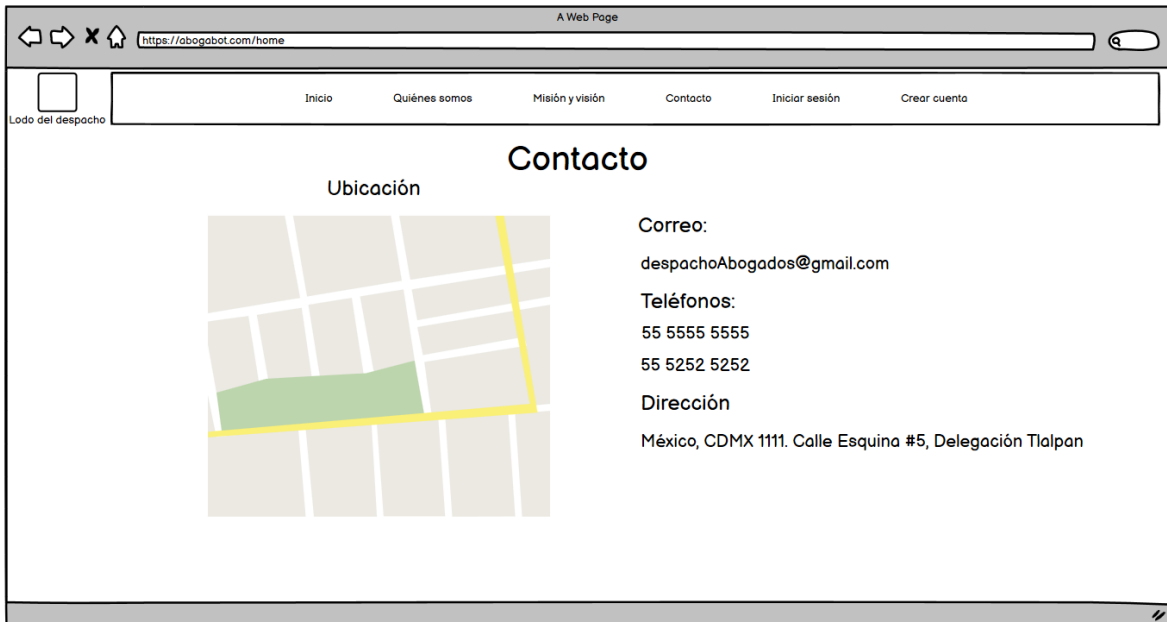 A Web Page
https://abogabot.com/home
Lodo del despacho
Inicio Quiénes somos Misión y visión Contacto Iniciar sesión Crear cuenta
Contacto
Ubicación
Correo:
despachoAbogados@gmail.com
Teléfonos:
55 5555 5555
55 5252 5252
Dirección
México, CDMX 1111. Calle Esquina #5, Delegación Tlalpan